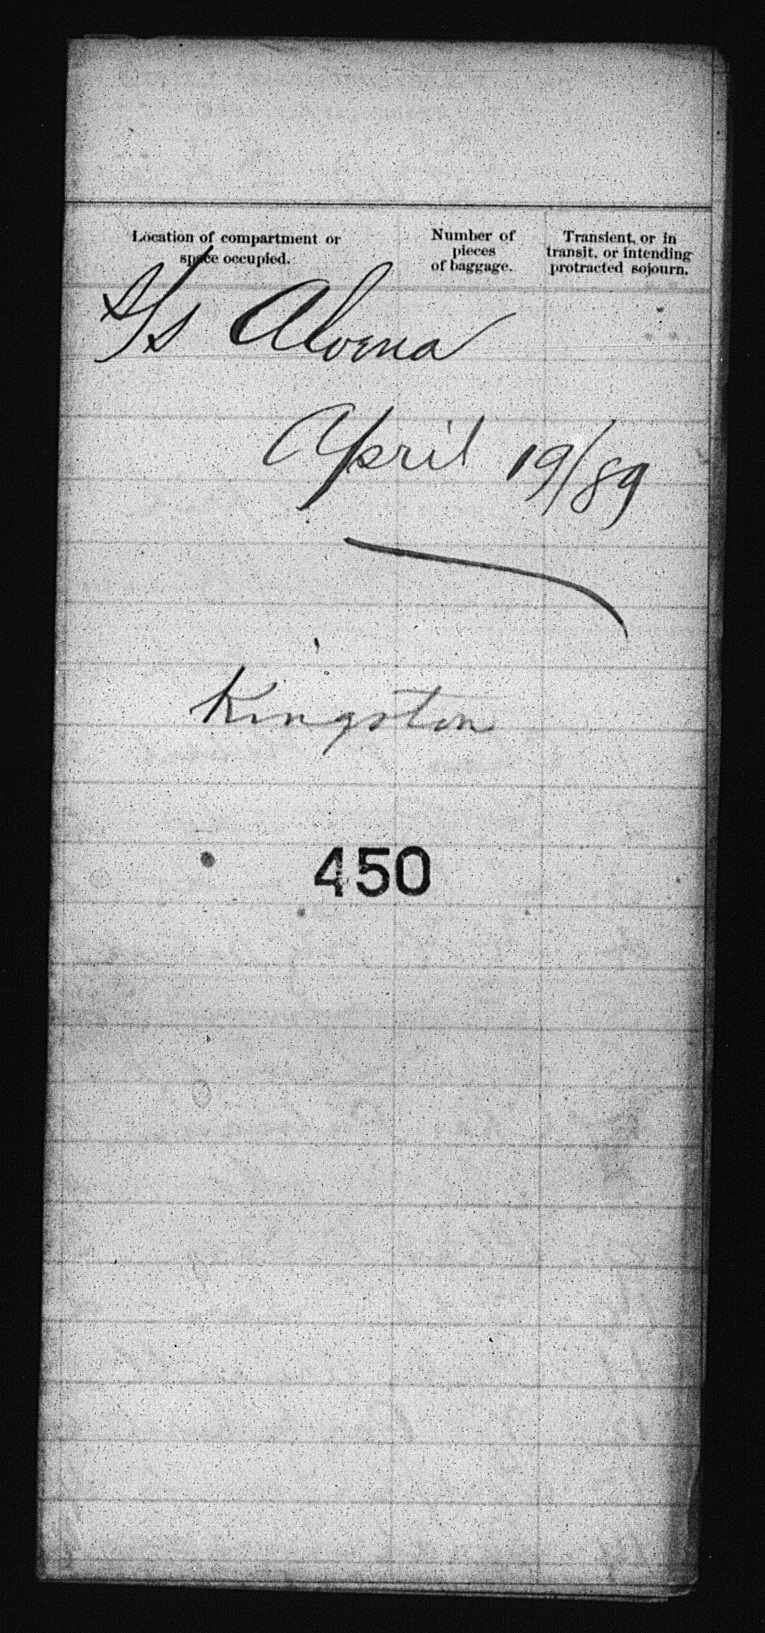 Location of compartment or
space occupied.
Number of
pieces
of baggage.
Transient, or in
transit, or intending
protracted sojourn.
S/S Alvena
April 19/89
Kingston
450